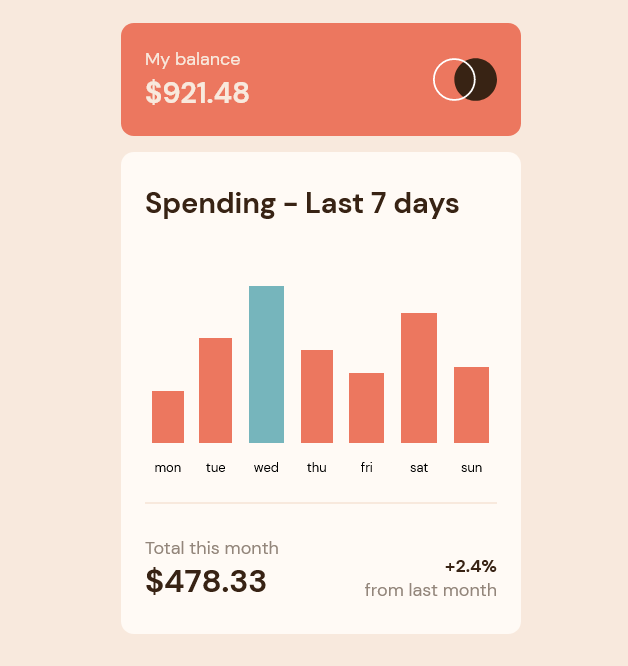 My balance
$921.48
Spending - Last 7 days
mon tue wed thu fri sat sun
Total this month
$478.33
+2.4%
from last month